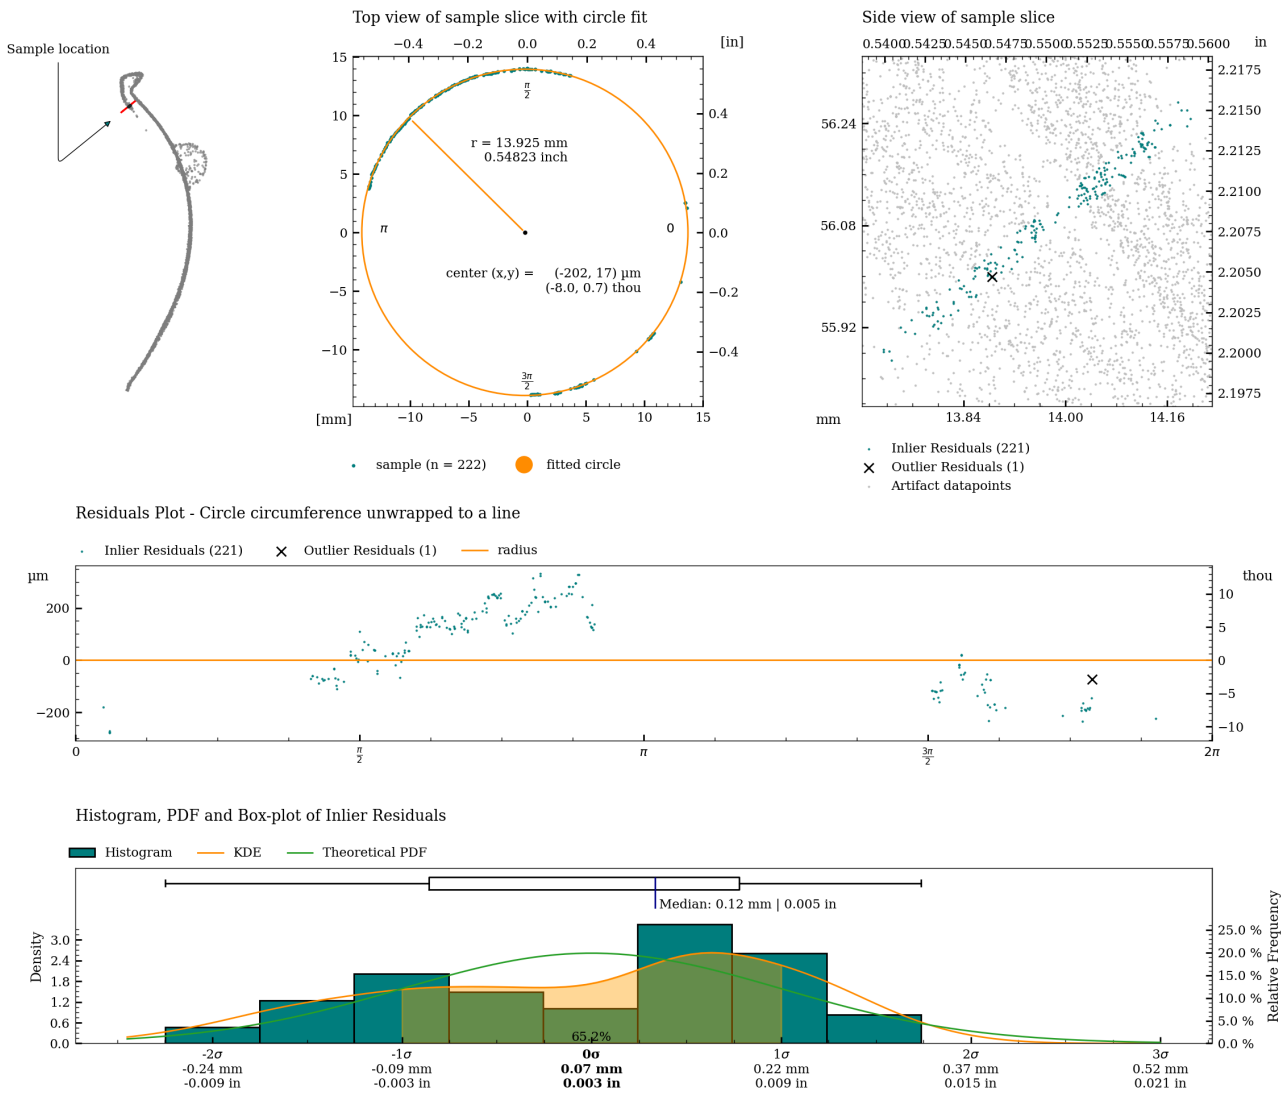 Top view of sample slice with circle fit
Side view of sample slice
Sample location
−0.4 −0.2 0.0 0.2 0.4 [in]
0.5400 0.5425 0.5450 0.5475 0.5500 0.5525 0.5550 0.5575 0.5600 in
15
10
5
0
−5
−10
[mm]
−10 −5 0 5 10 15
0.4
0.2
0.0
−0.2
−0.4
π/2
π
0
3π/2
r = 13.925 mm
0.54823 inch
center (x,y) = (-202, 17) µm
(-8.0, 0.7) thou
56.24
56.08
55.92
mm
13.84 14.00 14.16
2.2175
2.2150
2.2125
2.2100
2.2075
2.2050
2.2025
2.2000
2.1975
sample (n = 222) fitted circle
Inlier Residuals (221)
Outlier Residuals (1)
Artifact datapoints
Residuals Plot - Circle circumference unwrapped to a line
Inlier Residuals (221) Outlier Residuals (1) radius
µm
thou
200
0
−200
10
5
0
−5
−10
0 π/2 π 3π/2 2π
Histogram, PDF and Box-plot of Inlier Residuals
Histogram KDE Theoretical PDF
Median: 0.12 mm | 0.005 in
Density
3.0
2.4
1.8
1.2
0.6
0.0
Relative Frequency
25.0 %
20.0 %
15.0 %
10.0 %
5.0 %
0.0 %
65.2%
-2σ -1σ 0σ 1σ 2σ 3σ
-0.24 mm -0.09 mm 0.07 mm 0.22 mm 0.37 mm 0.52 mm
-0.009 in -0.003 in 0.003 in 0.009 in 0.015 in 0.021 in